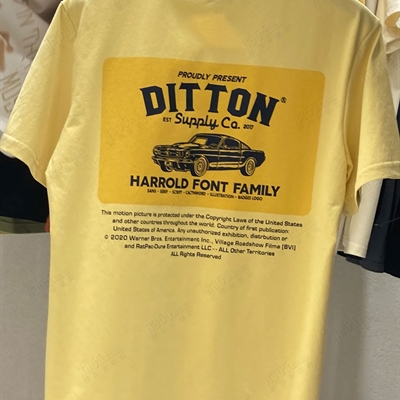 PROUDLY PRESENT
DITTON®
EST Supply Co. 2017
HARROLD FONT FAMILY
SANS - SERIF - SCRIPT - CATCHWORD - ILLUSTRATION - BADGES LOGO
This motion picture is protected under the Copyright Laws of the United States
and other countries throughout the world. Country of first publication:
United States of America. Any unauthorized exhibition, distribution or
© 2020 Warner Bros. Entertainment Inc., Village Roadshow Films (BVI)
and RatPac-Dune Entertainment LLC -- ALL Other Territories
ALL Rights Reserved